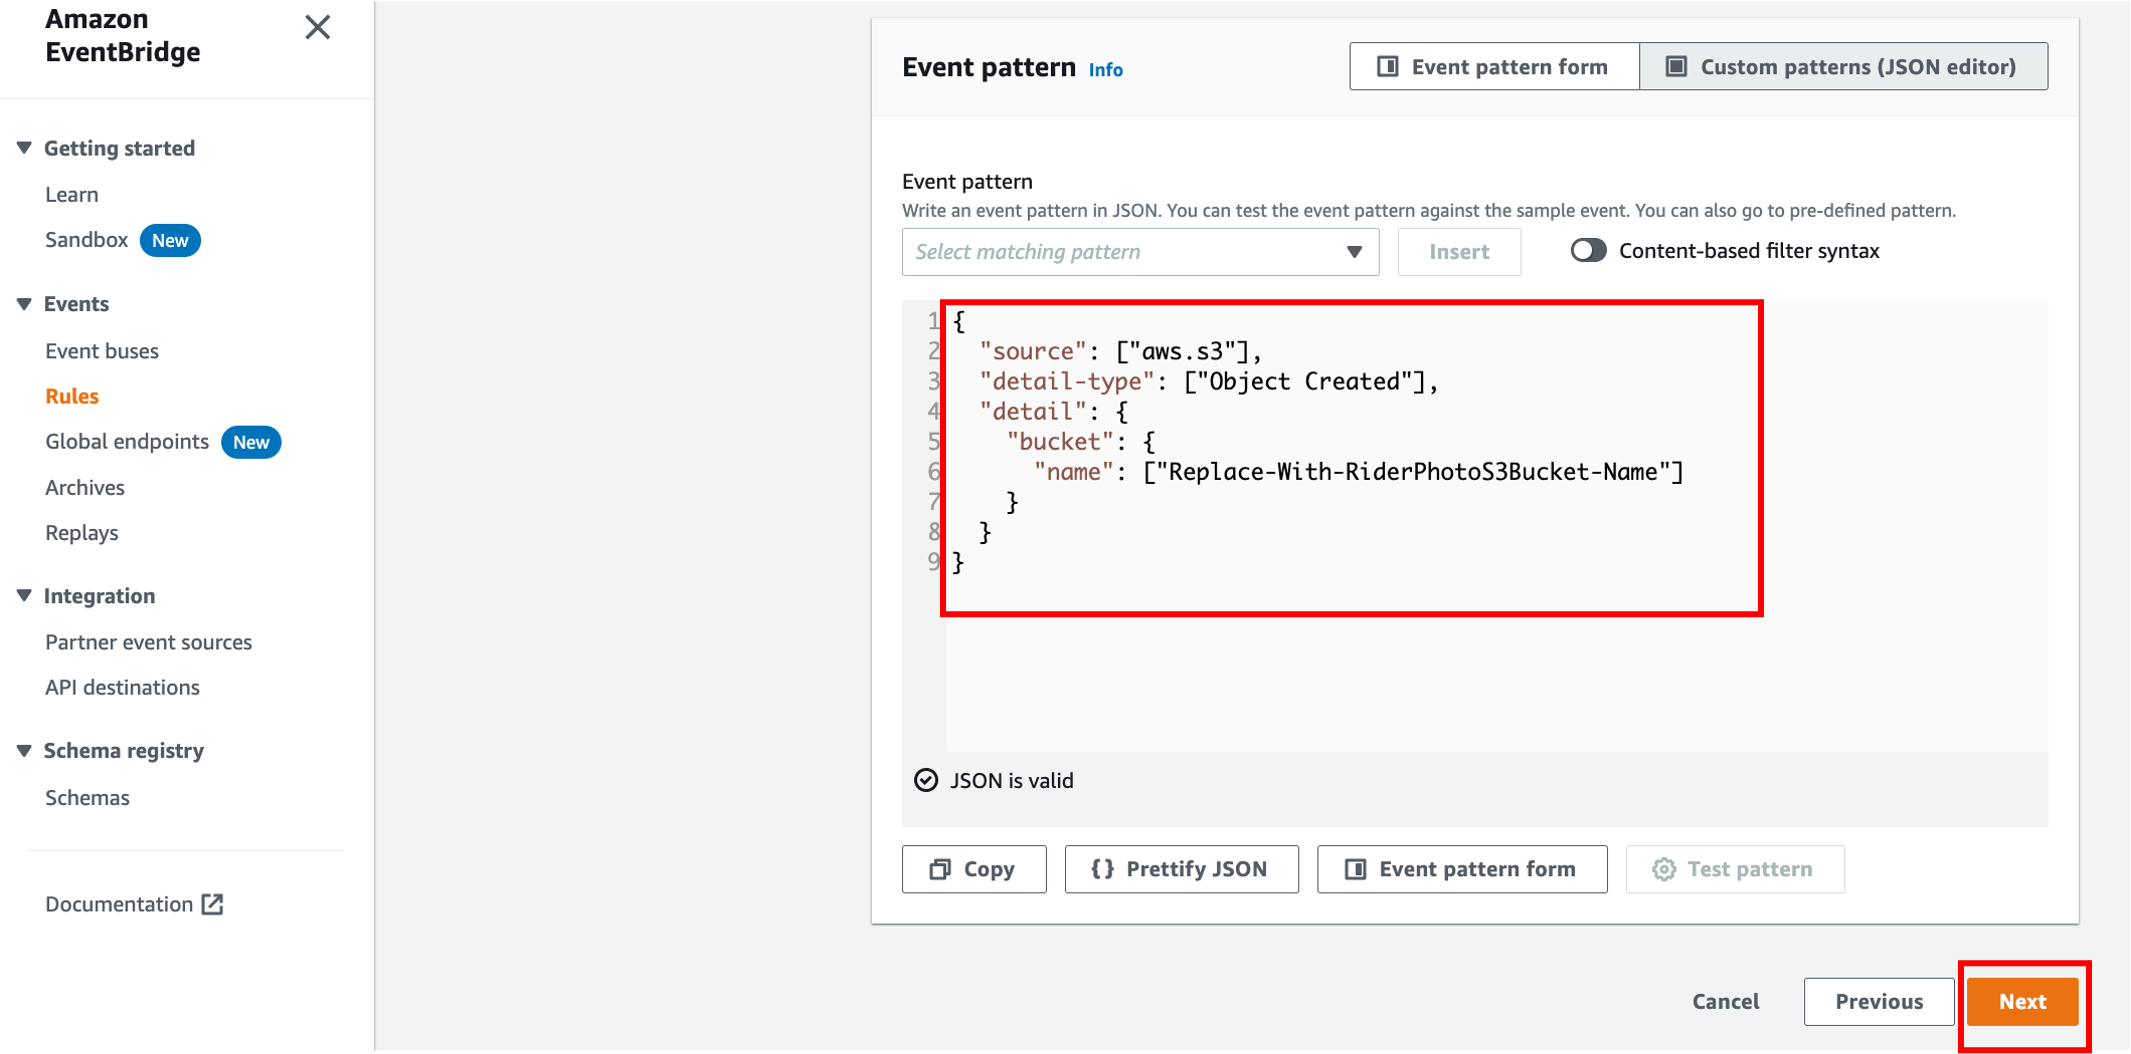 Amazon
EventBridge
Getting started
Learn
Sandbox New
Events
Event buses
Rules
Global endpoints New
Archives
Replays
Integration
Partner event sources
API destinations
Schema registry
Schemas
Documentation
Event pattern Info
Event pattern form
Custom patterns (JSON editor)
Event pattern
Write an event pattern in JSON. You can test the event pattern against the sample event. You can also go to pre-defined pattern.
Select matching pattern
Insert
Content-based filter syntax
1 {
2   "source": ["aws.s3"],
3   "detail-type": ["Object Created"],
4   "detail": {
5     "bucket": {
6       "name": ["Replace-With-RiderPhotoS3Bucket-Name"]
7     }
8   }
9 }
JSON is valid
Copy
{} Prettify JSON
Event pattern form
Test pattern
Cancel
Previous
Next